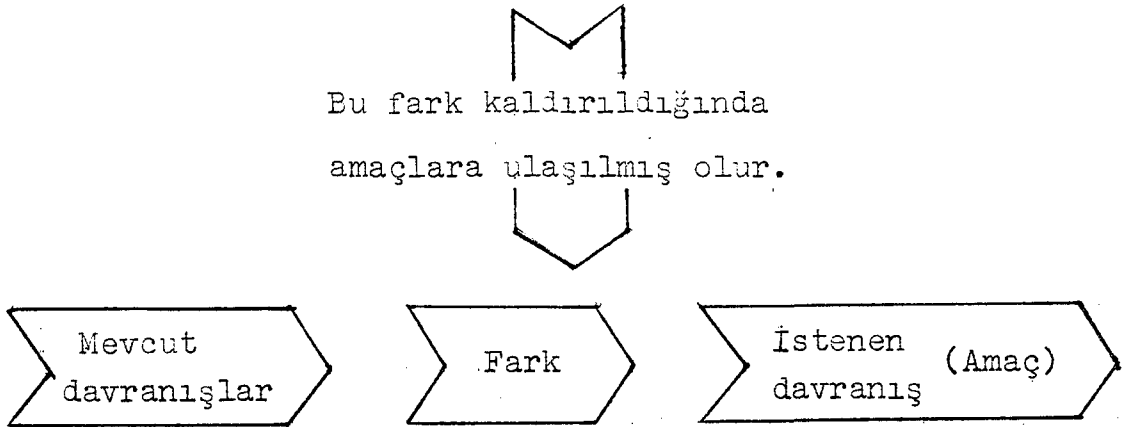 Bu fark kaldırıldığında
amaçlara ulaşılmış olur.
Mevcut
davranışlar
Fark
İstenen
davranış
(Amaç)